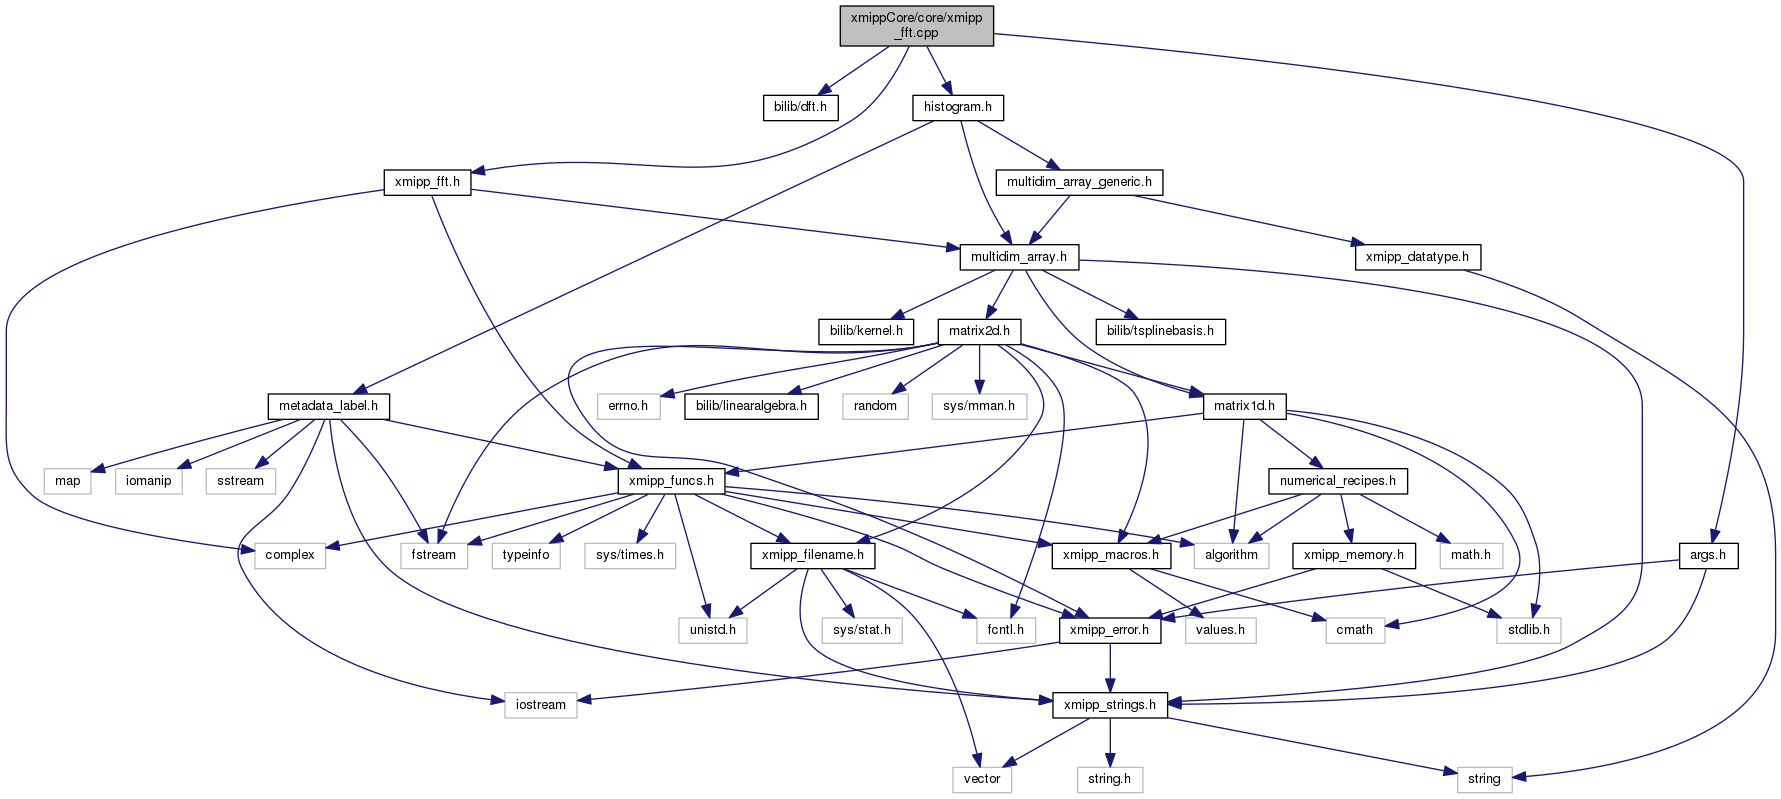 xmippCore/core/xmipp
_fft.cpp
bilib/dft.h
histogram.h
xmipp_fft.h
multidim_array_generic.h
multidim_array.h
xmipp_datatype.h
bilib/kernel.h
matrix2d.h
bilib/tsplinebasis.h
metadata_label.h
errno.h
bilib/linearalgebra.h
random
sys/mman.h
matrix1d.h
map
iomanip
sstream
xmipp_funcs.h
numerical_recipes.h
complex
fstream
typeinfo
sys/times.h
xmipp_filename.h
xmipp_macros.h
algorithm
xmipp_memory.h
math.h
args.h
unistd.h
sys/stat.h
fcntl.h
xmipp_error.h
values.h
cmath
stdlib.h
iostream
xmipp_strings.h
vector
string.h
string